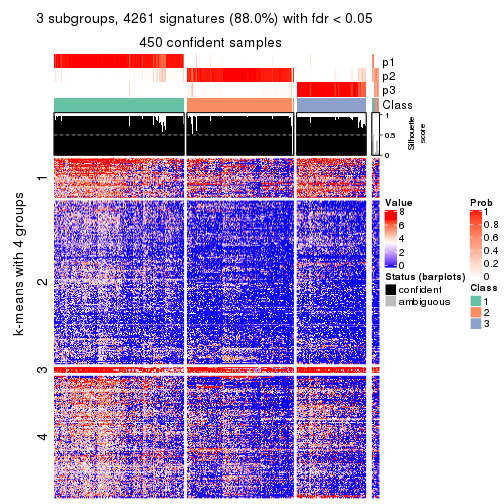 3 subgroups, 4261 signatures (88.0%) with fdr < 0.05
450 confident samples
p1
p2
p3
Class
1
0.5
0
Silhouette
score
k-means with 4 groups
1
2
3
4
Value
8
6
4
2
0
Status (barplots)
confident
ambiguous
Prob
1
0.8
0.6
0.4
0.2
0
Class
1
2
3